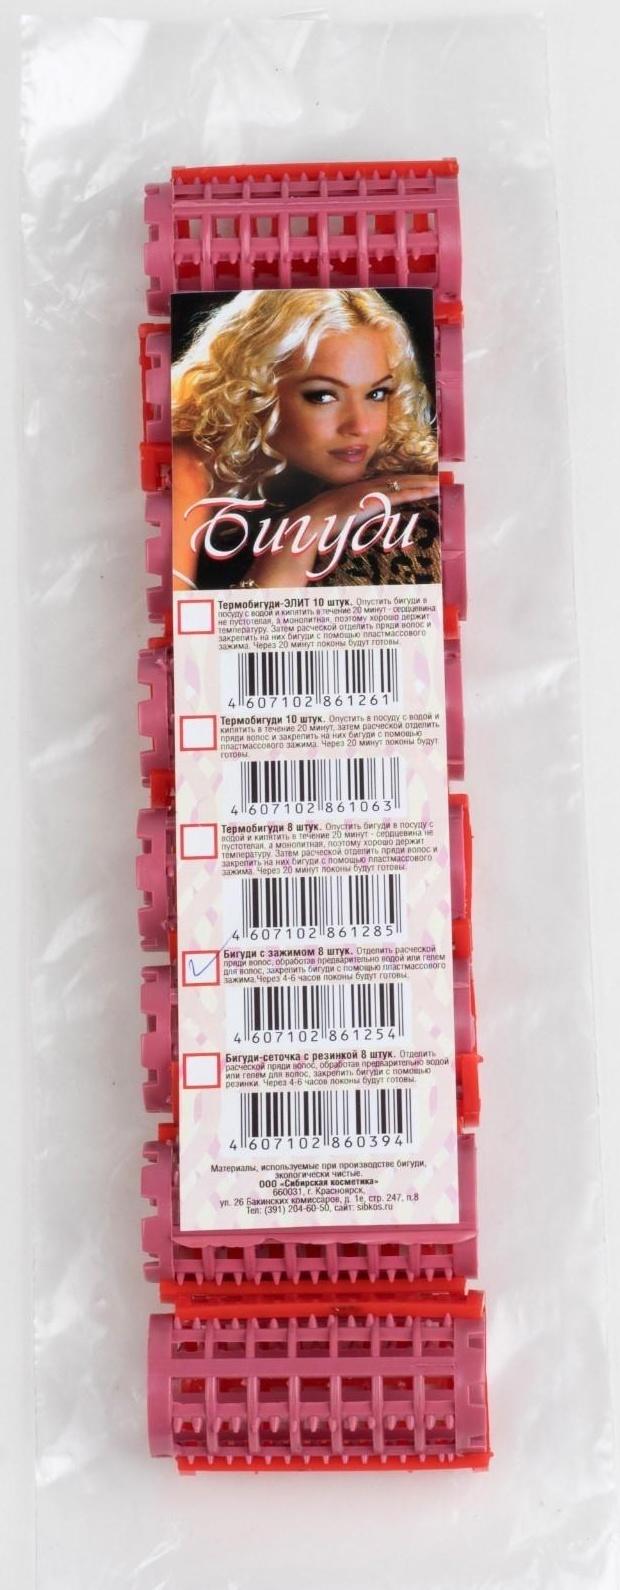 Бигуди
Термобигуди-ЭЛИТ 10 штук. Опустить бигуди в
посуду с водой и кипятить в течение 20 минут - сердцевина
не пустотелая, а монолитная, поэтому хорошо держит
температуру. Затем расческой отделить пряди волос и
закрепить на них бигуди с помощью пластмассового
зажима. Через 20 минут локоны будут готовы.
4 607102 861261
Термобигуди 10 штук. Опустить в посуду с водой и
кипятить в течение 20 минут, затем расческой отделить
пряди волос и закрепить на них бигуди с помощью
пластмассового зажима. Через 20 минут локоны будут
готовы.
4 607102 861063
Термобигуди 8 штук. Опустить бигуди в посуду с
водой и кипятить в течение 20 минут - сердцевина не
пустотелая, а монолитная, поэтому хорошо держит
температуру. Затем расческой отделить пряди волос и
закрепить на них бигуди с помощью пластмассового
зажима. Через 20 минут локоны будут готовы.
4 607102 861285
Бигуди с зажимом 8 штук. Отделить расческой
пряди волос, обработав предварительно водой или гелем
для волос, закрепить бигуди с помощью пластмассового
зажима.Через 4-6 часов локоны будут готовы.
4 607102 861254
Бигуди-сеточка с резинкой 8 штук. Отделить
расческой пряди волос, обработав предварительно водой
или гелем для волос, закрепить бигуди с помощью
резинки. Через 4-6 часов локоны будут готовы.
4 607102 860394
Материалы, используемые при производстве бигуди,
экологически чистые.
ООО «Сибирская косметика»
660031, г. Красноярск,
ул. 26 Бакинских комиссаров, д. 1е, стр. 247, п.8
Тел: (391) 204-60-50, сайт: sibkos.ru